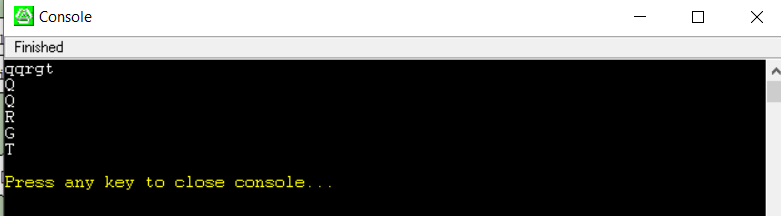 Console
Finished
qqrgt
Q
Q
R
G
T
Press any key to close console...